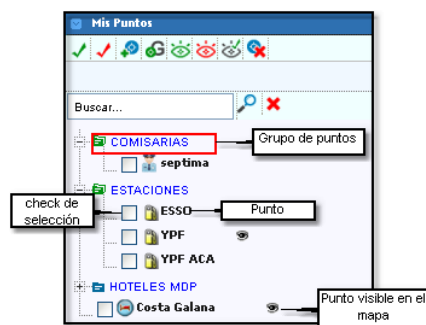 Mis Puntos
Buscar...
COMISARIAS
Grupo de puntos
septima
ESTACIONES
check de
selección
ESSO
Punto
YPF
YPF ACA
HOTELES MDP
Costa Galana
Punto visible en el
mapa